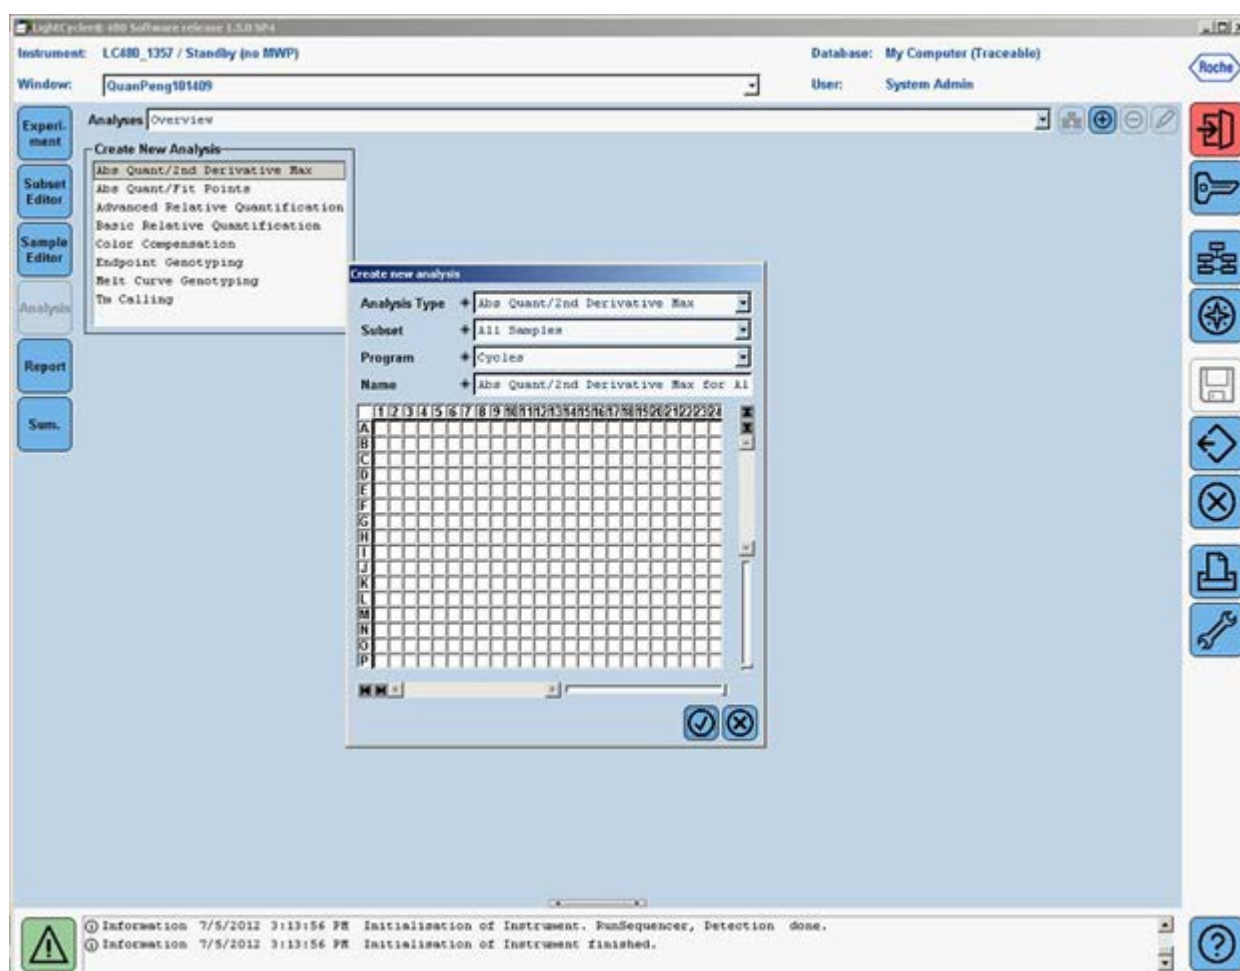 LightCycler® 480 Software release 1.5.0 SP4
Instrument: LC480_1357 / Standby (no MWP) Database: My Computer (Traceable)
Roche
Window: QuanPeng101409 User: System Admin
Experi-
ment
Analyses Overview
Create New Analysis
Abs Quant/2nd Derivative Max
Subset
Editor
Abs Quant/Fit Points
Advanced Relative Quantification
Basic Relative Quantification
Sample
Editor
Color Compensation
Endpoint Genotyping
Melt Curve Genotyping
Tm Calling
Analysis
Report
Sum.
Create new analysis
Analysis Type Abs Quant/2nd Derivative Max
Subset All Samples
Program Cycles
Name Abs Quant/2nd Derivative Max for Al
1 2 3 4 5 6 7 8 9 10 11 12 13 14 15 16 17 18 19 20 21 22 23 24
A
B
C
D
E
F
G
H
I
J
K
L
M
N
O
P
Information 7/5/2012 3:13:56 PM Initialisation of Instrument. RunSequencer, Detection done.
Information 7/5/2012 3:13:56 PM Initialisation of Instrument finished.